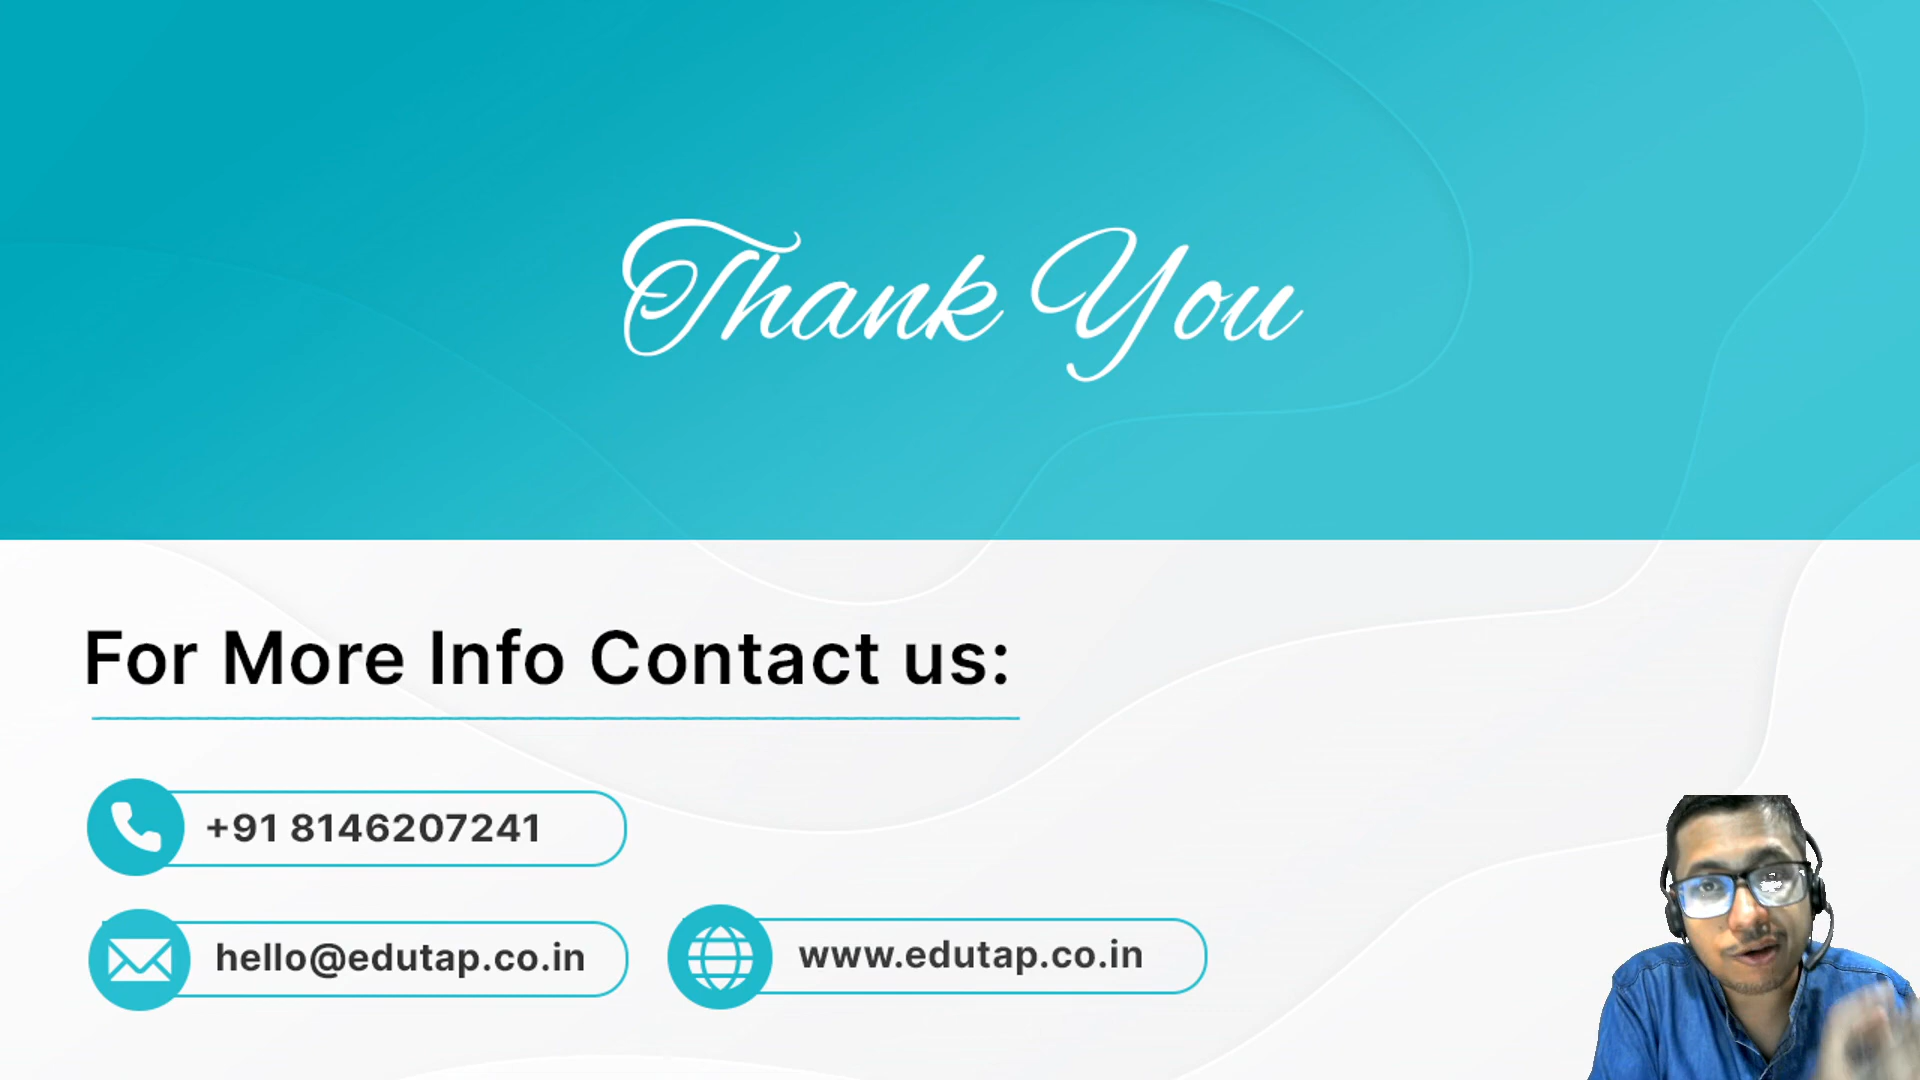 Thank You
For More Info Contact us:
+91 8146207241
hello@edutap.co.in
www.edutap.co.in